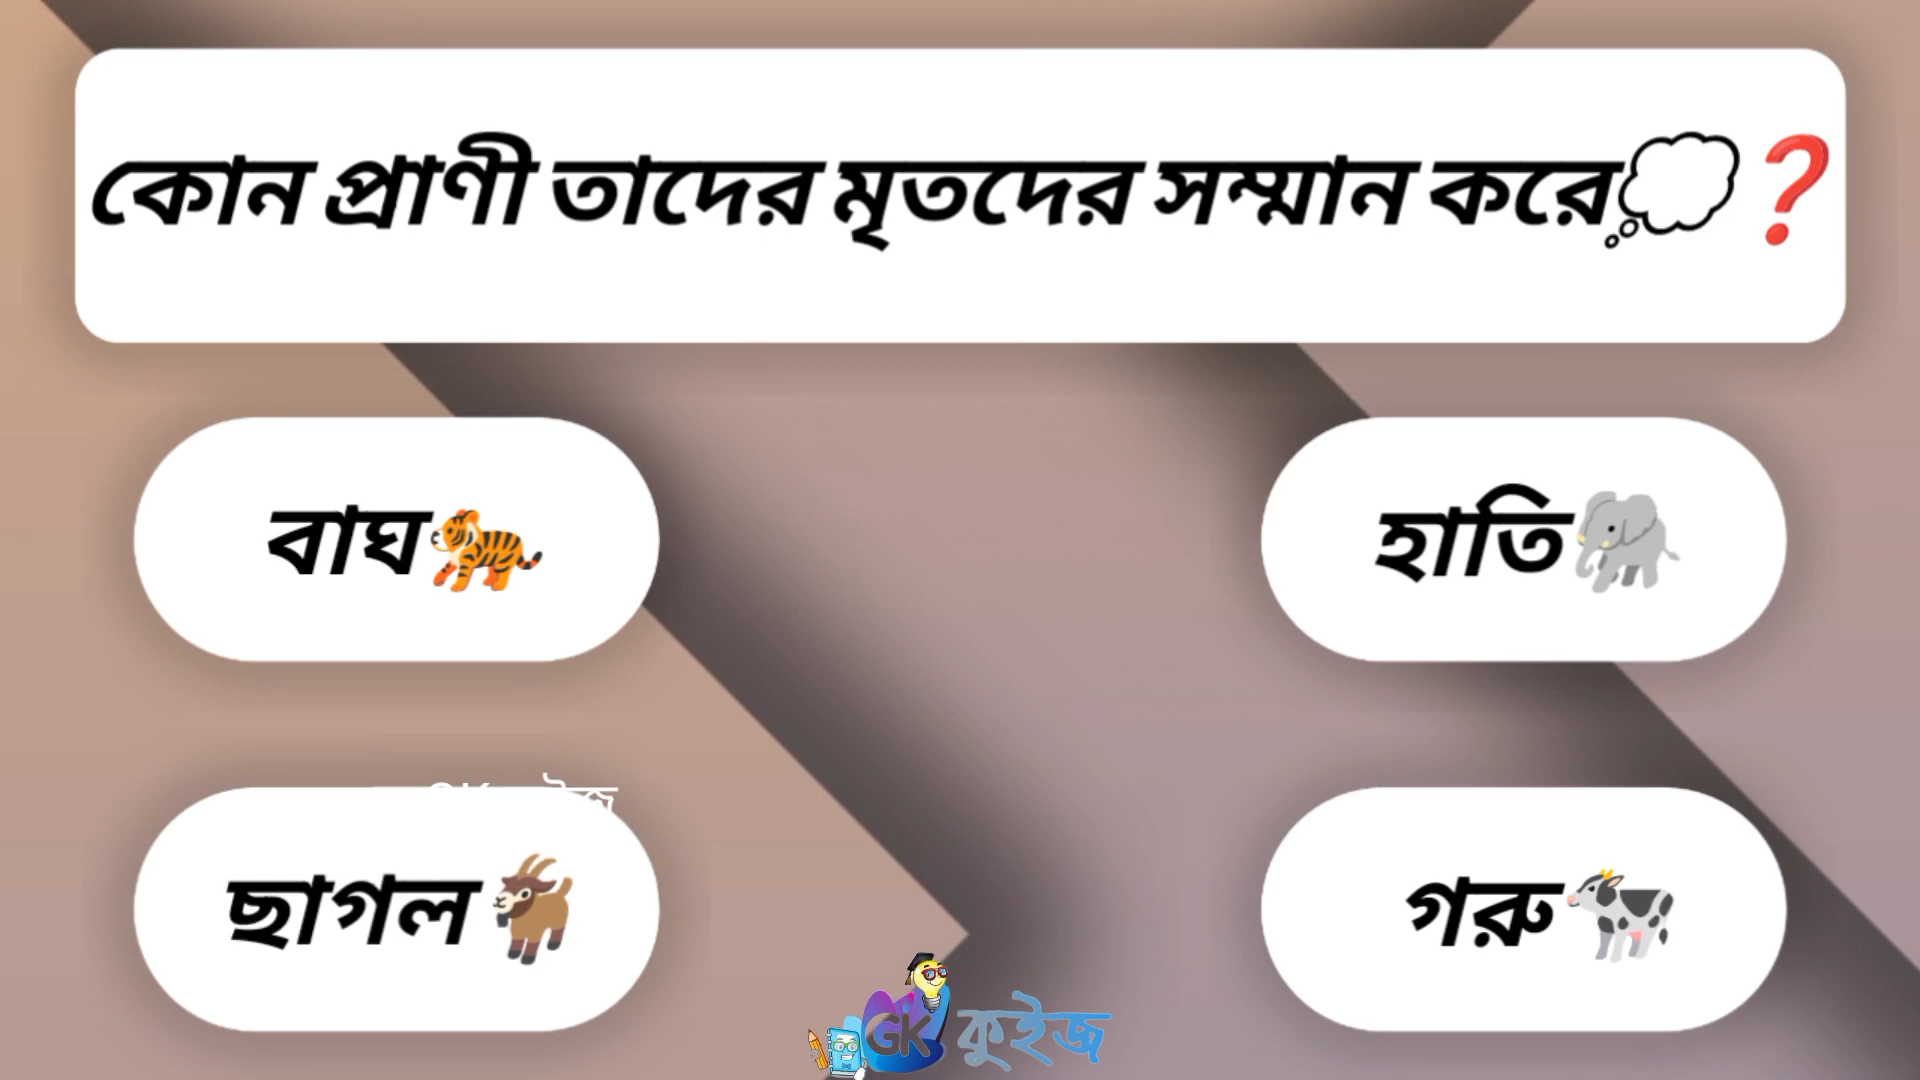 কোন প্রাণী তাদের মৃতদের সম্মান করে💭❓
বাঘ🐅
হাতি🐘
ছাগল🐐
গরু🐄
GK কুইজ